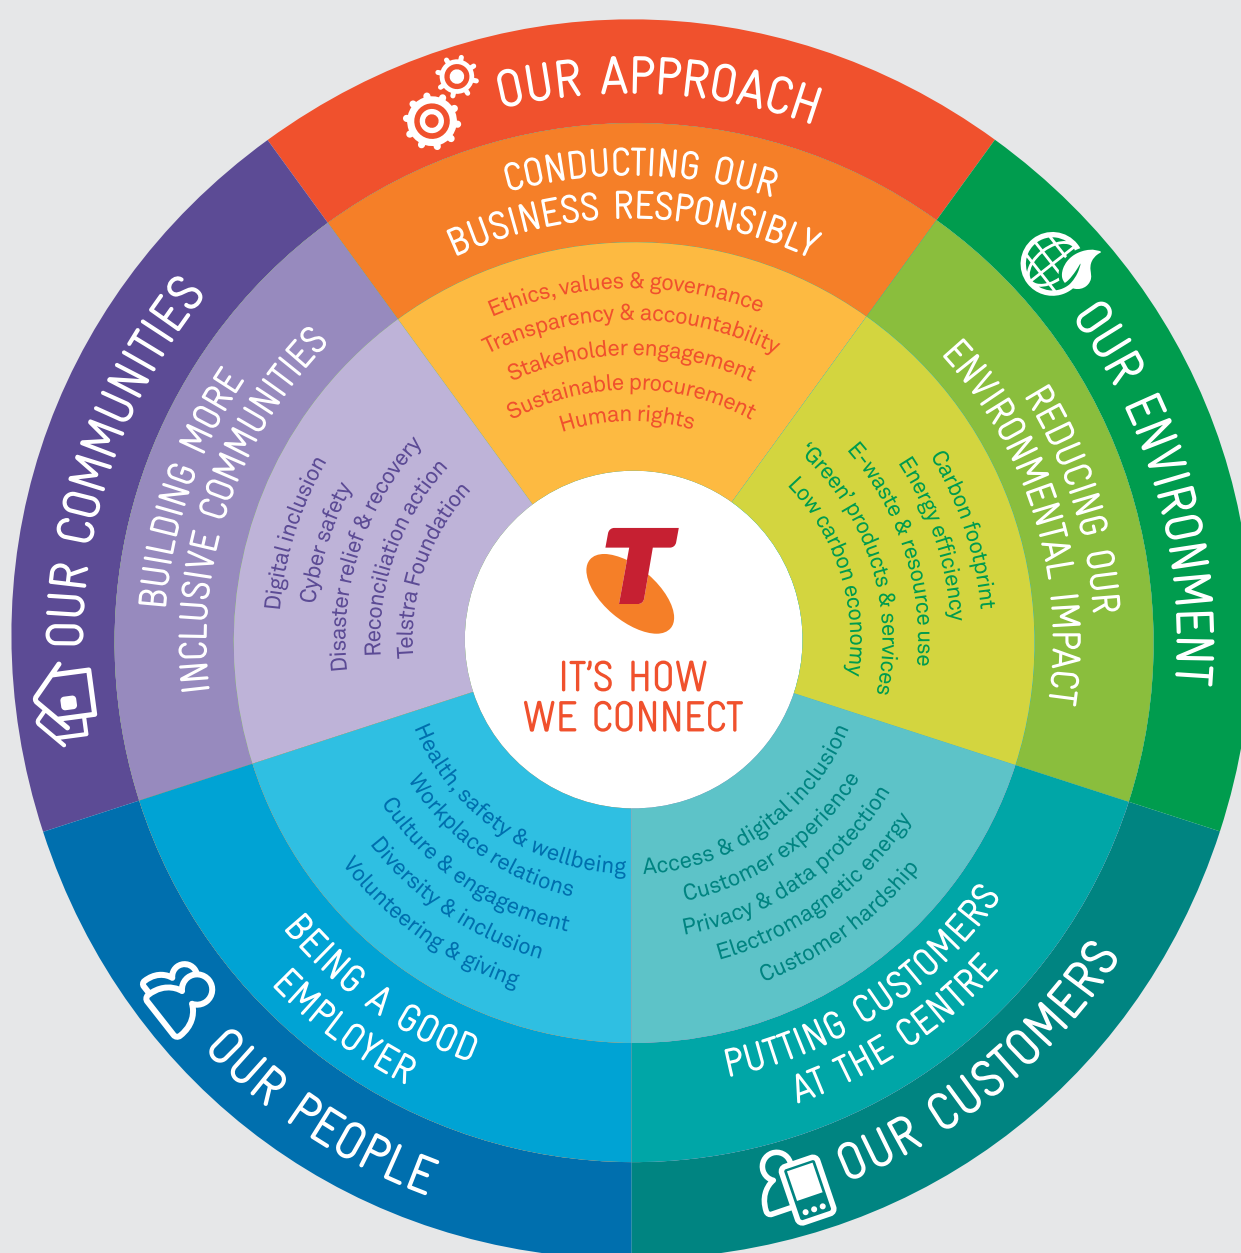 OUR APPROACH
CONDUCTING OUR
BUSINESS RESPONSIBLY
Ethics, values & governance
Transparency & accountability
Stakeholder engagement
Sustainable procurement
Human rights
OUR ENVIRONMENT
REDUCING OUR
ENVIRONMENTAL IMPACT
Carbon footprint
Energy efficiency
E-waste & resource use
‘Green’ products & services
Low carbon economy
OUR CUSTOMERS
PUTTING CUSTOMERS
AT THE CENTRE
Access & digital inclusion
Customer experience
Privacy & data protection
Electromagnetic energy
Customer hardship
OUR PEOPLE
BEING A GOOD
EMPLOYER
Health, safety & wellbeing
Workplace relations
Culture & engagement
Diversity & inclusion
Volunteering & giving
OUR COMMUNITIES
BUILDING MORE
INCLUSIVE COMMUNITIES
Digital inclusion
Cyber safety
Disaster relief & recovery
Reconciliation action
Telstra Foundation
T
IT’S HOW
WE CONNECT